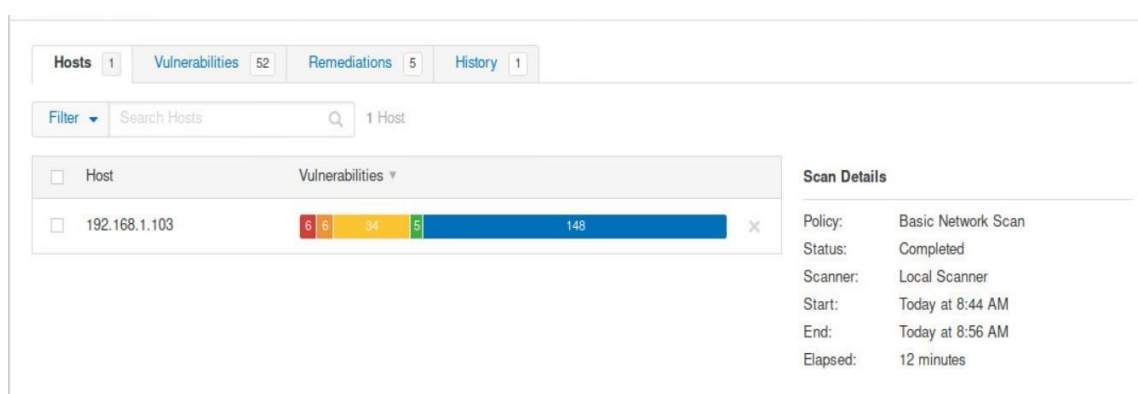 Hosts 1 Vulnerabilities 52 Remediations 5 History 1
Filter Search Hosts 1 Host
Host Vulnerabilities
192.168.1.103 6 6 34 5 148
Scan Details
Policy: Basic Network Scan
Status: Completed
Scanner: Local Scanner
Start: Today at 8:44 AM
End: Today at 8:56 AM
Elapsed: 12 minutes